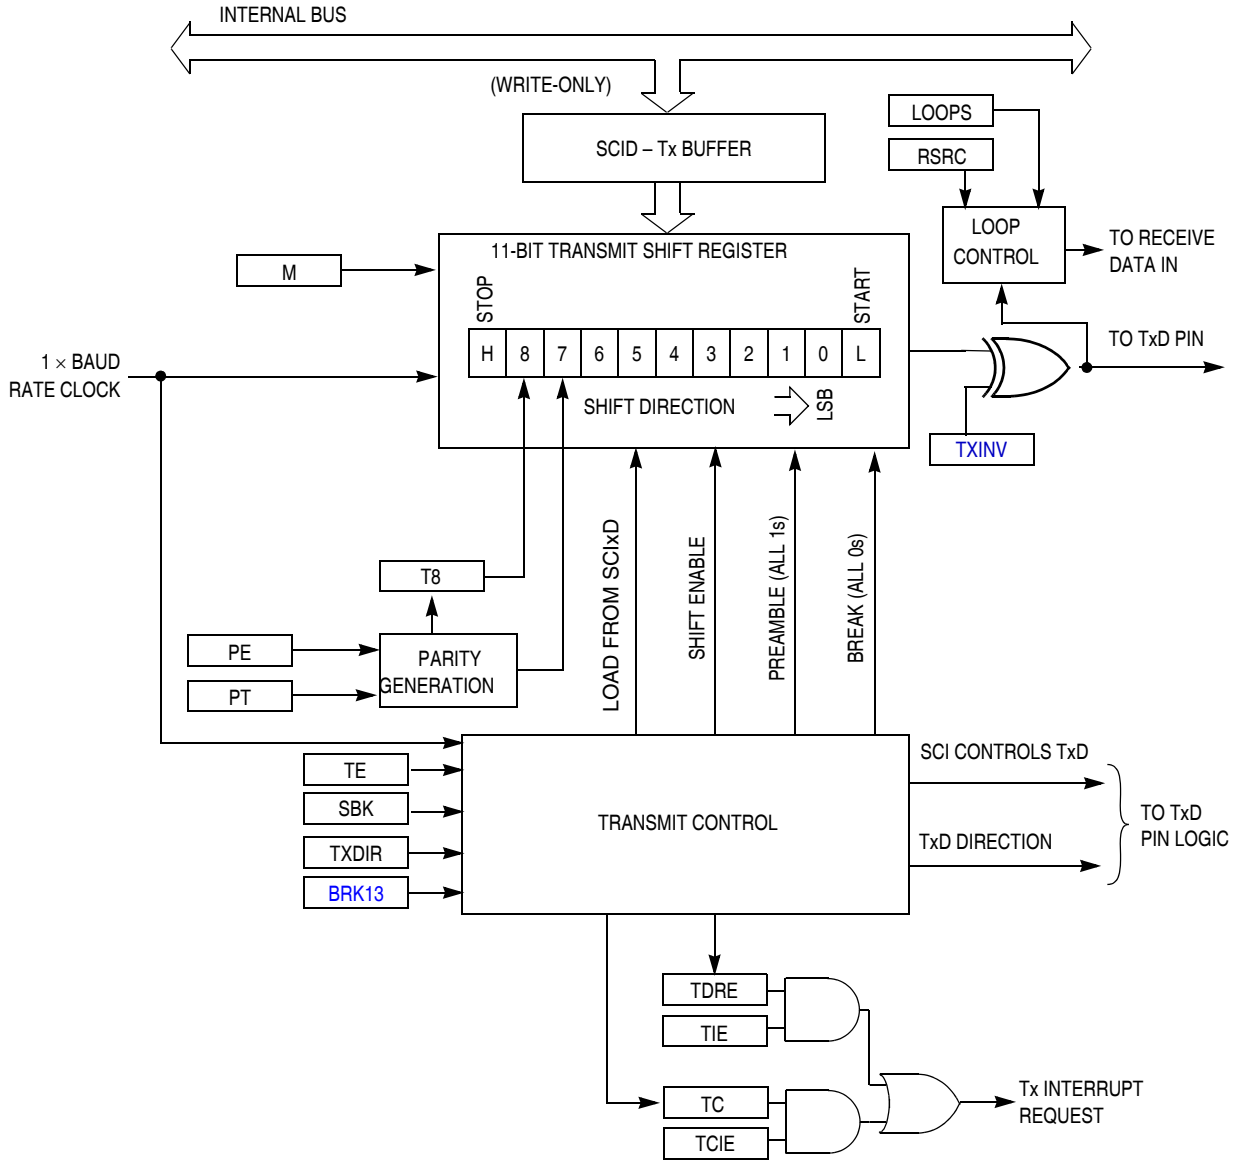 INTERNAL BUS
(WRITE-ONLY)
SCID – Tx BUFFER
LOOPS
RSRC
LOOP
CONTROL
TO RECEIVE
DATA IN
11-BIT TRANSMIT SHIFT REGISTER
M
STOP
START
H 8 7 6 5 4 3 2 1 0 L
1 × BAUD
RATE CLOCK
SHIFT DIRECTION
LSB
TO TxD PIN
TXINV
LOAD FROM SCIxD
SHIFT ENABLE
PREAMBLE (ALL 1s)
BREAK (ALL 0s)
T8
PE
PT
PARITY
GENERATION
TE
SBK
TXDIR
BRK13
TRANSMIT CONTROL
SCI CONTROLS TxD
TxD DIRECTION
TO TxD
PIN LOGIC
TDRE
TIE
TC
TCIE
Tx INTERRUPT
REQUEST